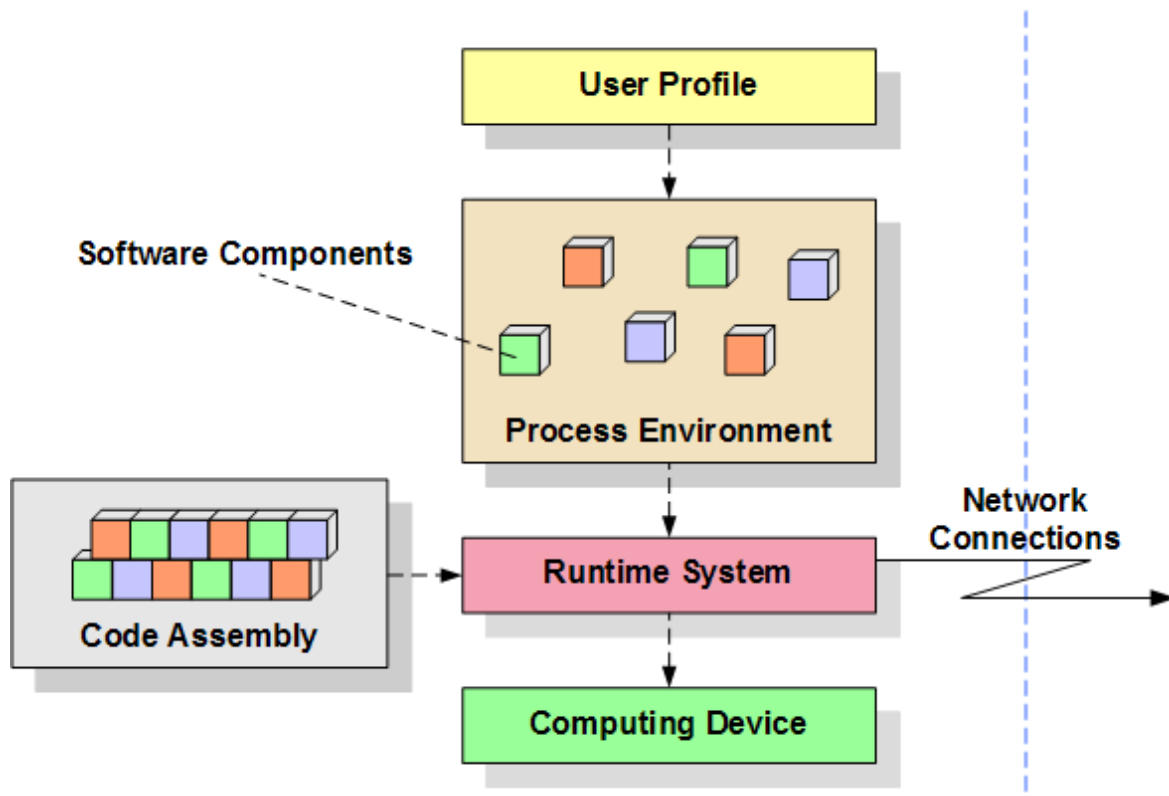 User Profile
Software Components
Process Environment
Network
Connections
Runtime System
Code Assembly
Computing Device